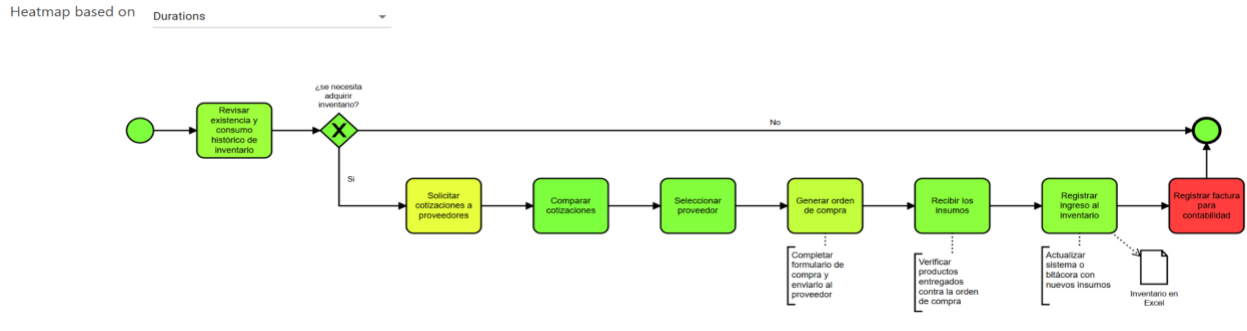 Heatmap based on
Durations
¿se necesita
adquirir
inventario?
Revisar
existencia y
consumo
histórico de
inventario
No
Si
Solicitar
cotizaciones a
proveedores
Comparar
cotizaciones
Seleccionar
proveedor
Generar orden
de compra
Recibir los
insumos
Registrar
ingreso al
inventario
Registrar factura
para
contabilidad
Completar
formulario de
compra y
enviarlo al
proveedor
Verificar
productos
entregados
contra la orden
de compra
Actualizar
sistema o
bitácora con
nuevos insumos
Inventario en
Excel